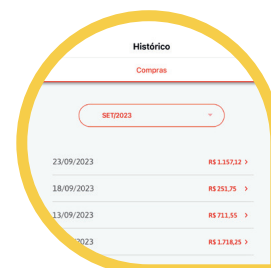 Histórico
Compras
SET/2023
23/09/2023 R$ 1.157,12 >
18/09/2023 R$ 251,75 >
13/09/2023 R$ 711,55 >
2023 R$ 1.718,25 >